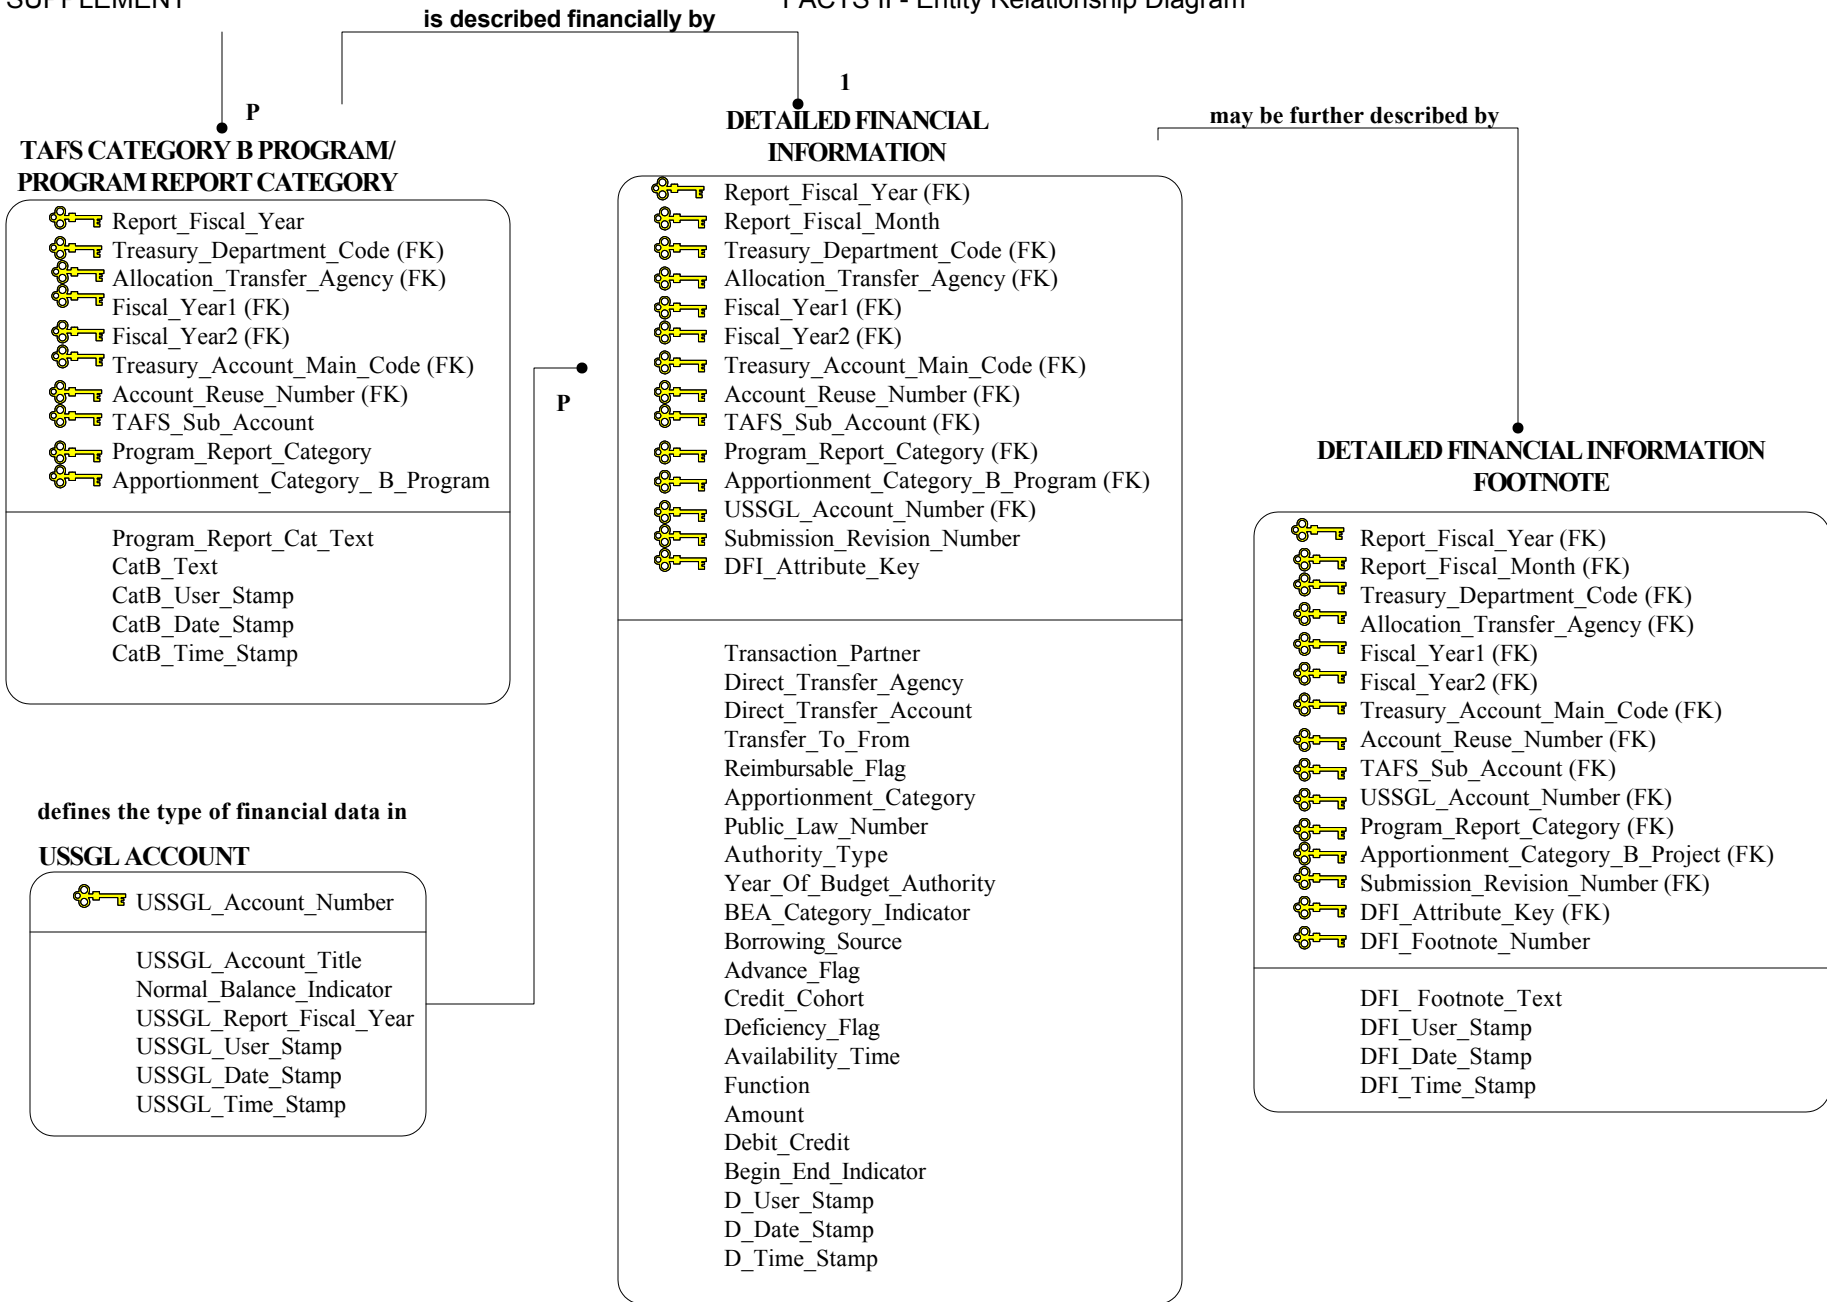 SUPPLEMENT
FACTS II - Entity Relationship Diagram
is described financially by
P
1
may be further described by
TAFS CATEGORY B PROGRAM/
PROGRAM REPORT CATEGORY
Report_Fiscal_Year
Treasury_Department_Code (FK)
Allocation_Transfer_Agency (FK)
Fiscal_Year1 (FK)
Fiscal_Year2 (FK)
Treasury_Account_Main_Code (FK)
Account_Reuse_Number (FK)
TAFS_Sub_Account
Program_Report_Category
Apportionment_Category_ B_Program
Program_Report_Cat_Text
CatB_Text
CatB_User_Stamp
CatB_Date_Stamp
CatB_Time_Stamp
defines the type of financial data in
USSGL ACCOUNT
USSGL_Account_Number
USSGL_Account_Title
Normal_Balance_Indicator
USSGL_Report_Fiscal_Year
USSGL_User_Stamp
USSGL_Date_Stamp
USSGL_Time_Stamp
P
DETAILED FINANCIAL
INFORMATION
Report_Fiscal_Year (FK)
Report_Fiscal_Month
Treasury_Department_Code (FK)
Allocation_Transfer_Agency (FK)
Fiscal_Year1 (FK)
Fiscal_Year2 (FK)
Treasury_Account_Main_Code (FK)
Account_Reuse_Number (FK)
TAFS_Sub_Account (FK)
Program_Report_Category (FK)
Apportionment_Category_B_Program (FK)
USSGL_Account_Number (FK)
Submission_Revision_Number
DFI_Attribute_Key
Transaction_Partner
Direct_Transfer_Agency
Direct_Transfer_Account
Transfer_To_From
Reimbursable_Flag
Apportionment_Category
Public_Law_Number
Authority_Type
Year_Of_Budget_Authority
BEA_Category_Indicator
Borrowing_Source
Advance_Flag
Credit_Cohort
Deficiency_Flag
Availability_Time
Function
Amount
Debit_Credit
Begin_End_Indicator
D_User_Stamp
D_Date_Stamp
D_Time_Stamp
DETAILED FINANCIAL INFORMATION
FOOTNOTE
Report_Fiscal_Year (FK)
Report_Fiscal_Month (FK)
Treasury_Department_Code (FK)
Allocation_Transfer_Agency (FK)
Fiscal_Year1 (FK)
Fiscal_Year2 (FK)
Treasury_Account_Main_Code (FK)
Account_Reuse_Number (FK)
TAFS_Sub_Account (FK)
USSGL_Account_Number (FK)
Program_Report_Category (FK)
Apportionment_Category_B_Project (FK)
Submission_Revision_Number (FK)
DFI_Attribute_Key (FK)
DFI_Footnote_Number
DFI_ Footnote_Text
DFI_User_Stamp
DFI_Date_Stamp
DFI_Time_Stamp